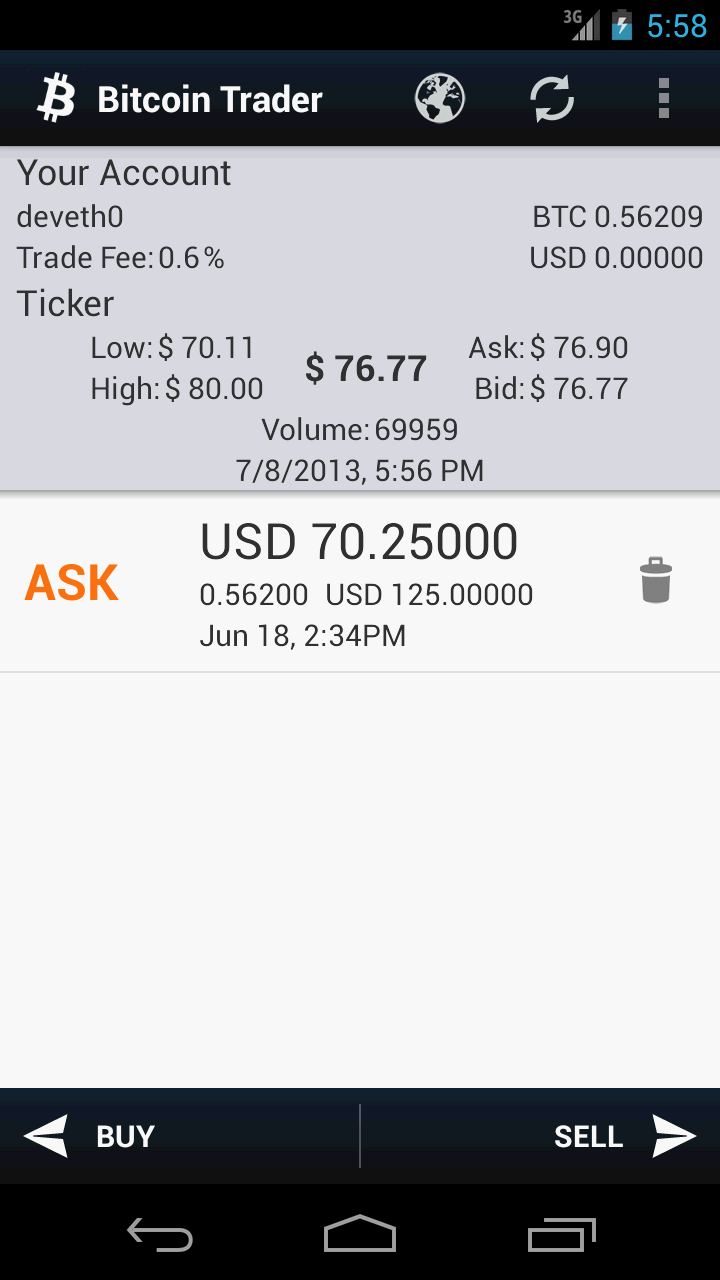 3G 5:58
Bitcoin Trader
Your Account
deveth0 BTC 0.56209
Trade Fee: 0.6% USD 0.00000
Ticker
Low: $ 70.11 $ 76.77 Ask: $ 76.90
High: $ 80.00 Bid: $ 76.77
Volume: 69959
7/8/2013, 5:56 PM
ASK USD 70.25000
0.56200 USD 125.00000
Jun 18, 2:34PM
BUY SELL